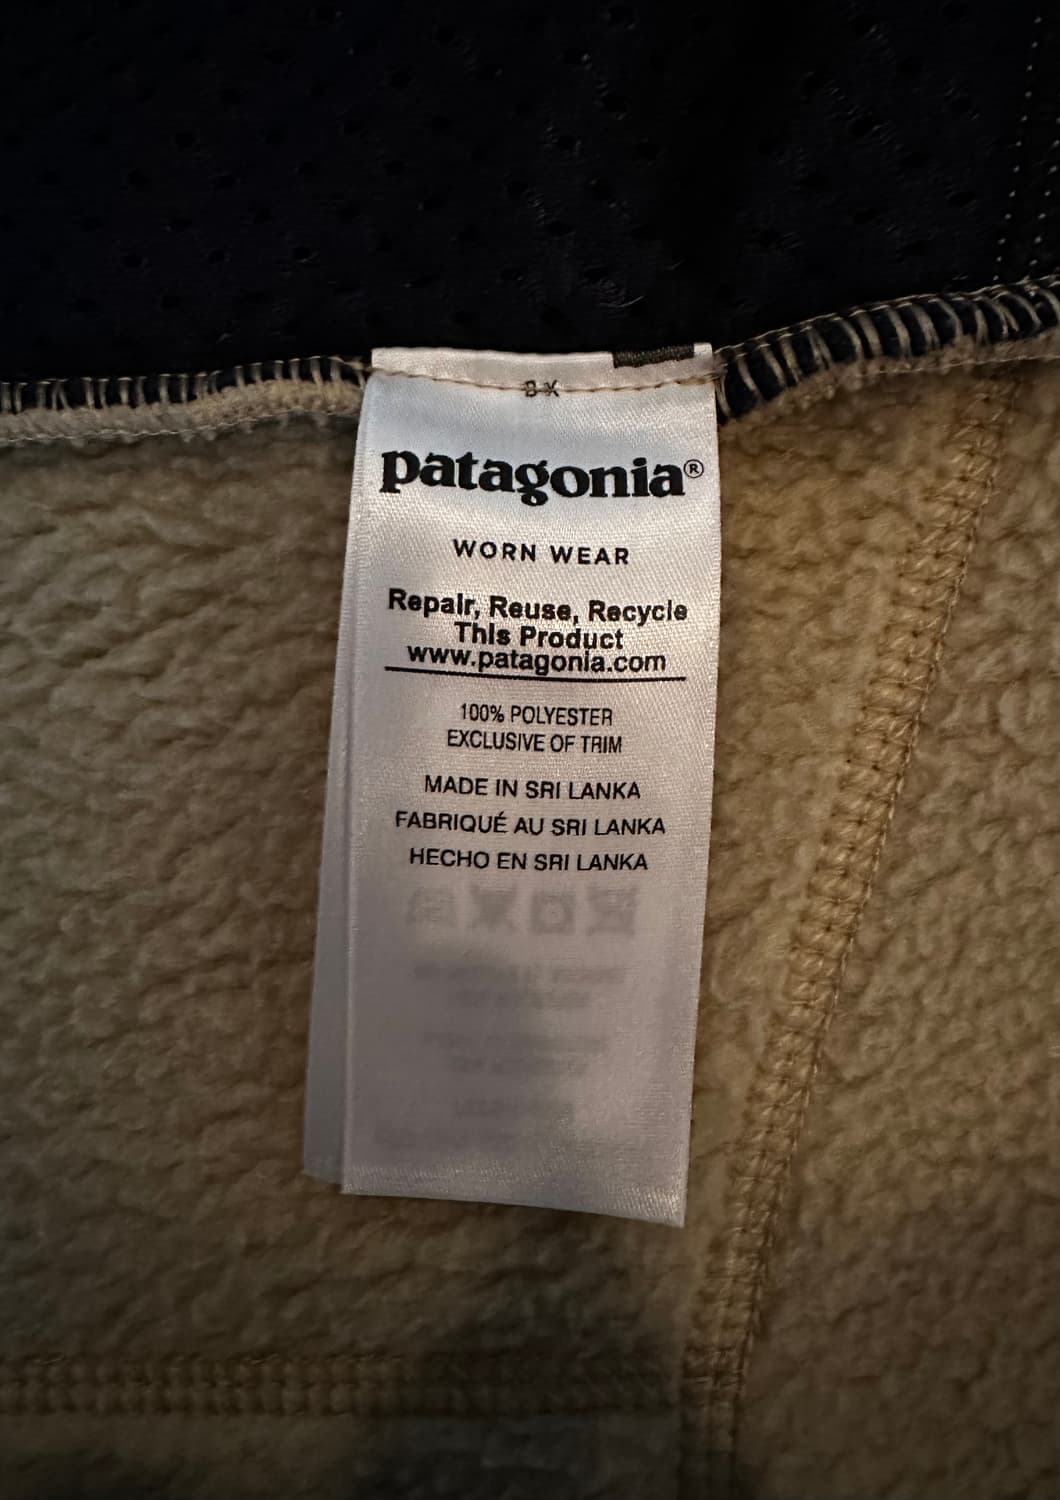 patagonia®
WORN WEAR
Repair, Reuse, Recycle
This Product
www.patagonia.com
100% POLYESTER
EXCLUSIVE OF TRIM
MADE IN SRI LANKA
FABRIQUÉ AU SRI LANKA
HECHO EN SRI LANKA